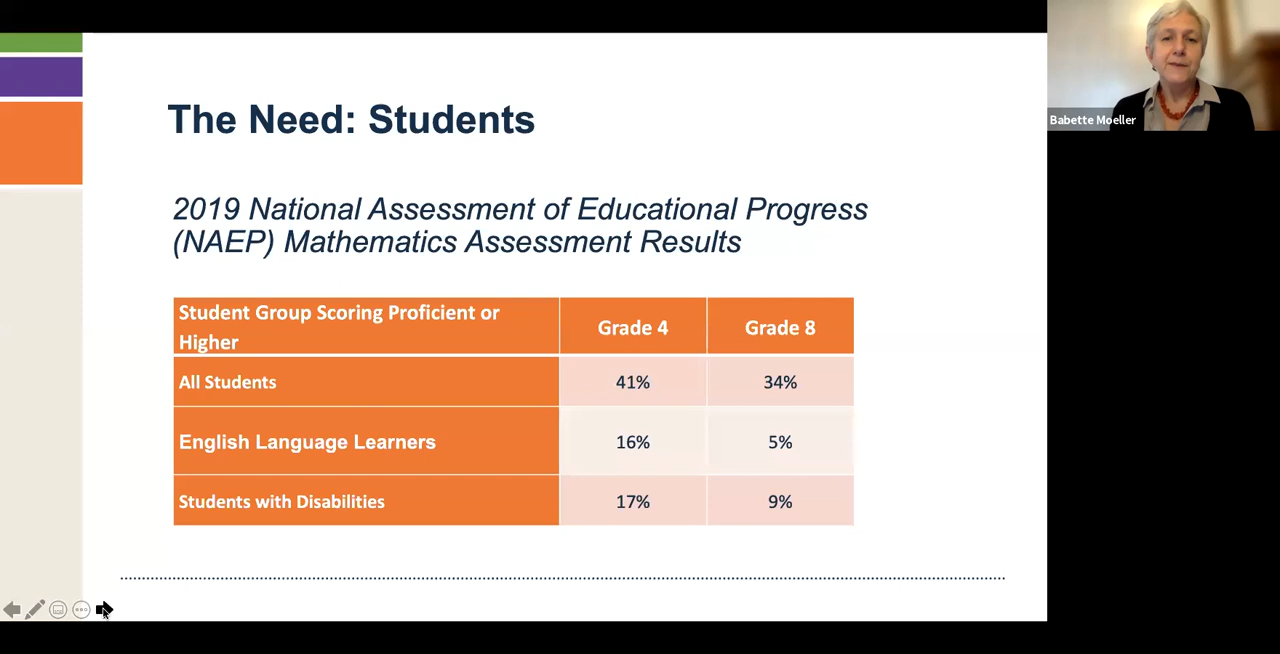 The Need: Students
2019 National Assessment of Educational Progress
(NAEP) Mathematics Assessment Results
Student Group Scoring Proficient or
Higher
Grade 4
Grade 8
All Students
41%
34%
English Language Learners
16%
5%
Students with Disabilities
17%
9%
Babette Moeller